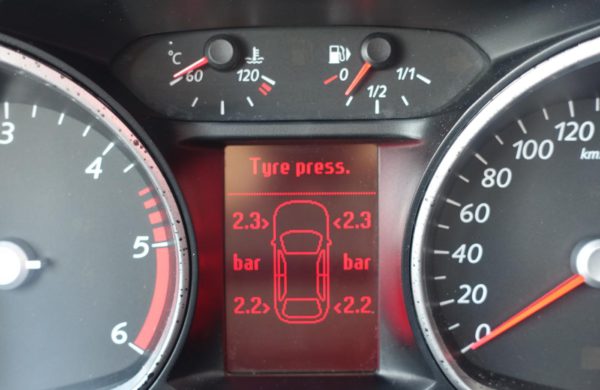 °C
60 120
0 1/2 1/1
3 4 5 6
Tyre press.
2.3> <2.3
bar bar
2.2> <2.2
0 20 40 60 80 100 120
km